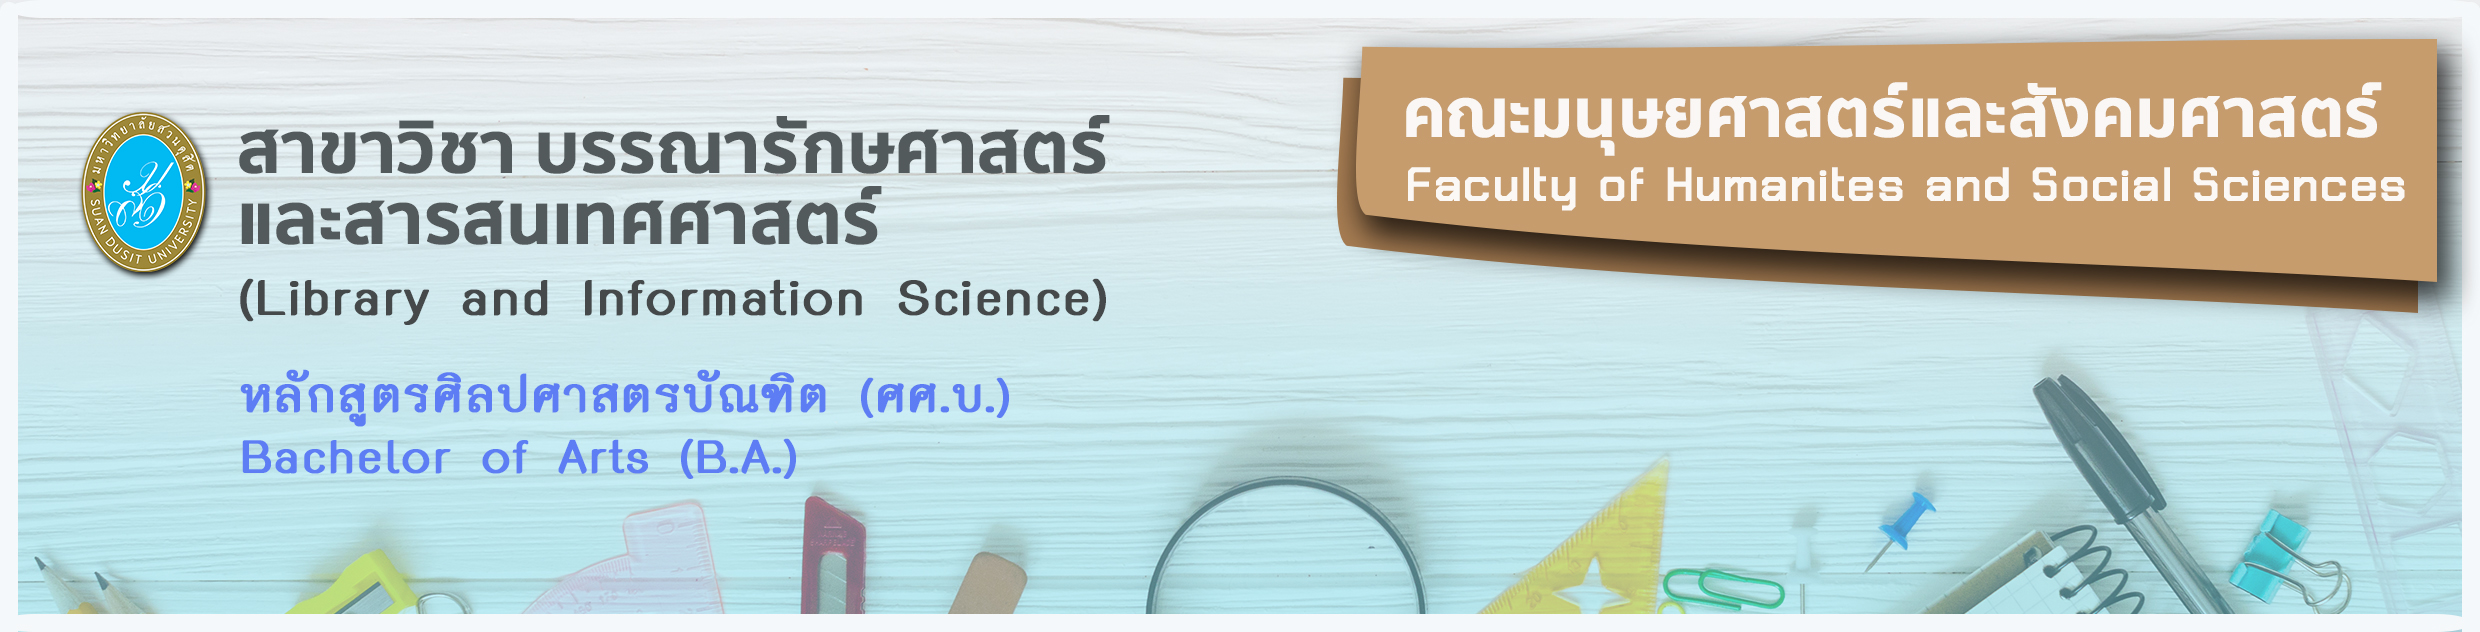 มหาวิทยาลัยสวนดุสิต
SUAN DUSIT UNIVERSITY
สาขาวิชา บรรณารักษศาสตร์
และสารสนเทศศาสตร์
(Library and Information Science)
หลักสูตรศิลปศาสตรบัณฑิต (ศศ.บ.)
Bachelor of Arts (B.A.)
คณะมนุษยศาสตร์และสังคมศาสตร์
Faculty of Humanites and Social Sciences